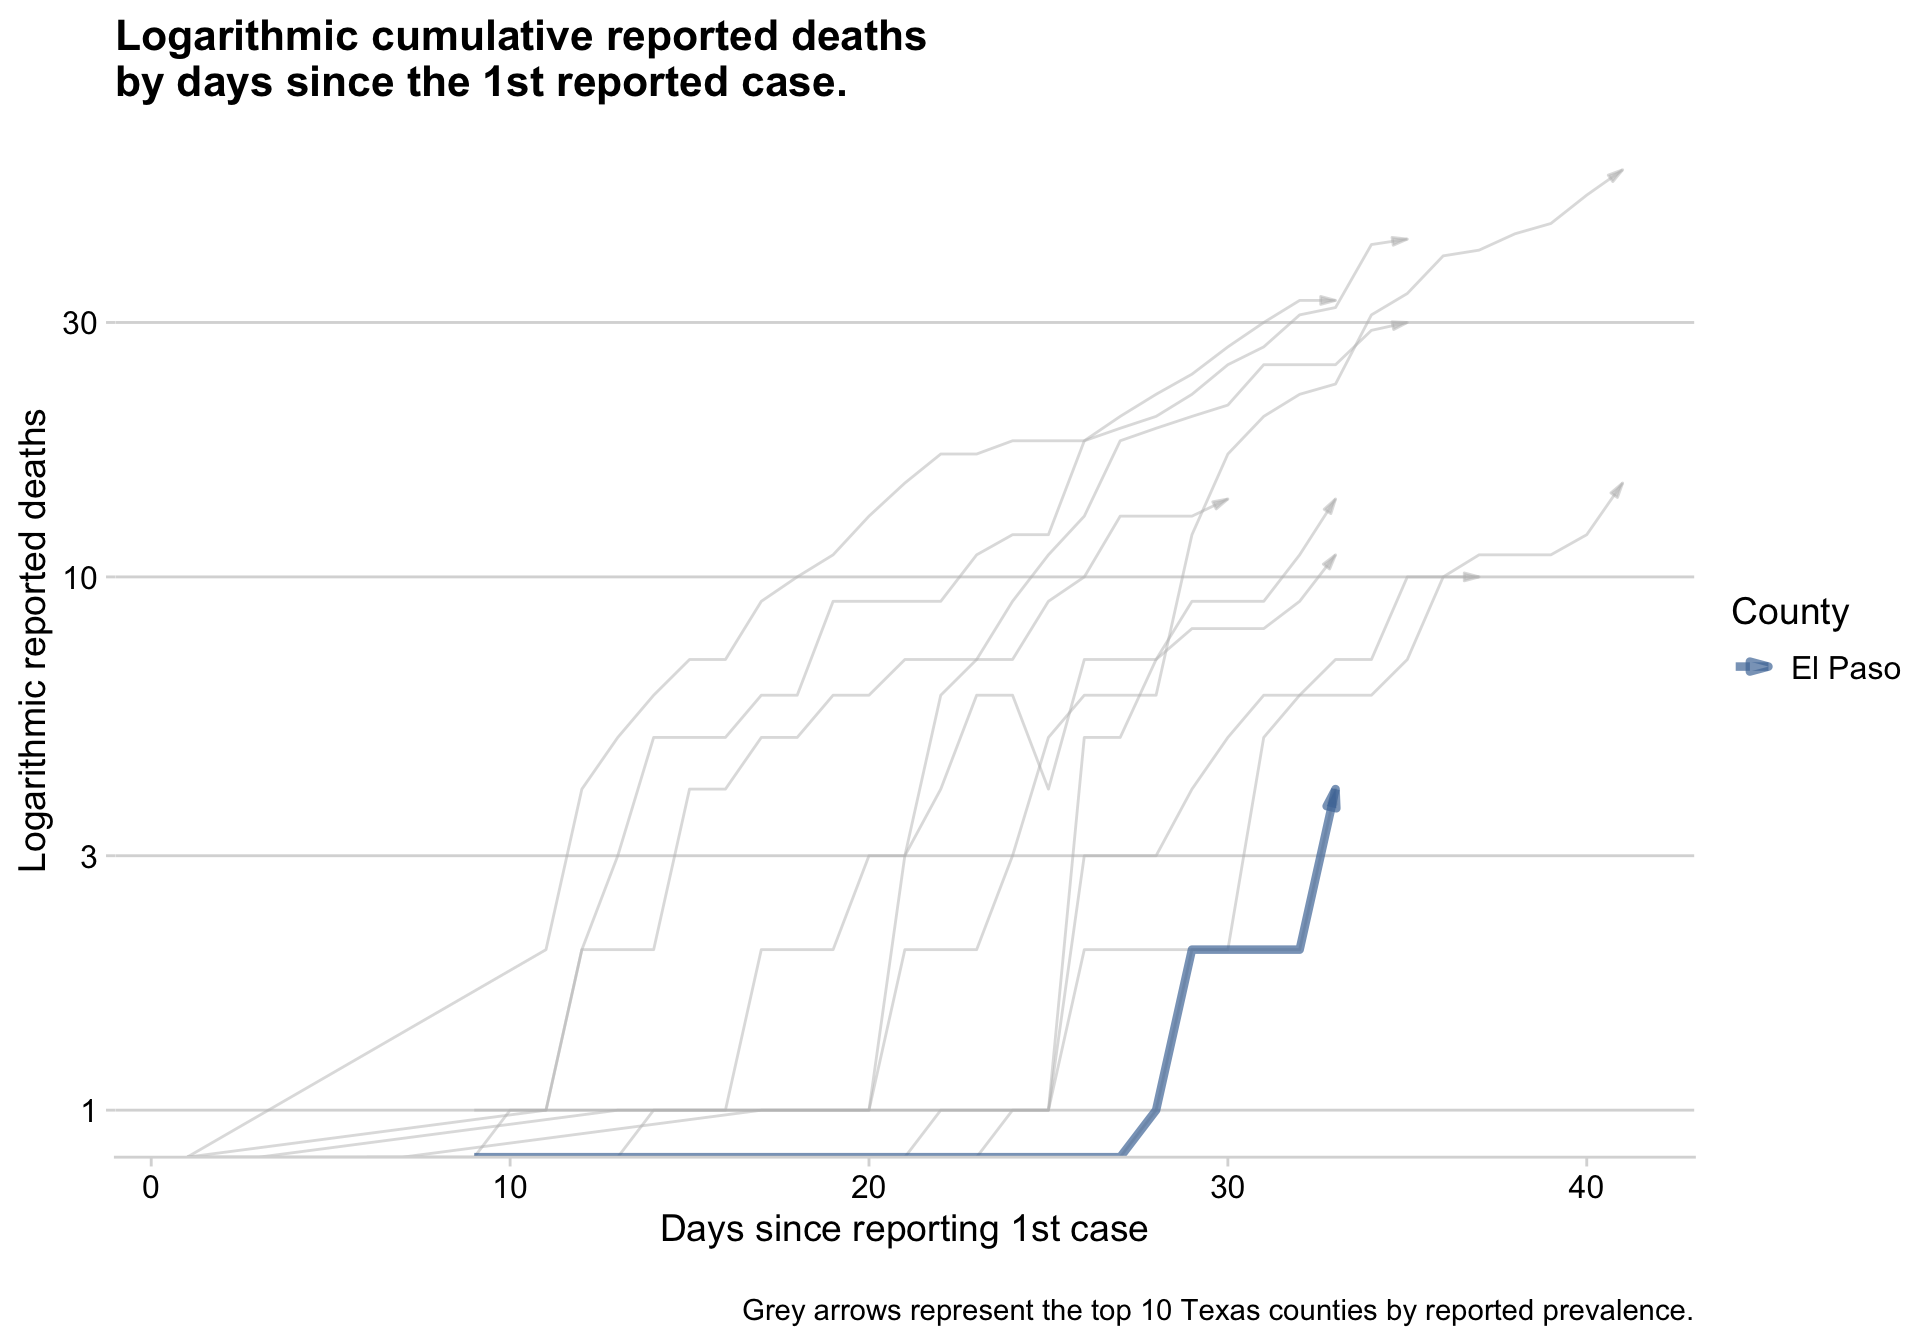 Logarithmic cumulative reported deaths
by days since the 1st reported case.
Logarithmic reported deaths
30
10
3
1
0
10
20
30
40
Days since reporting 1st case
County
El Paso
Grey arrows represent the top 10 Texas counties by reported prevalence.